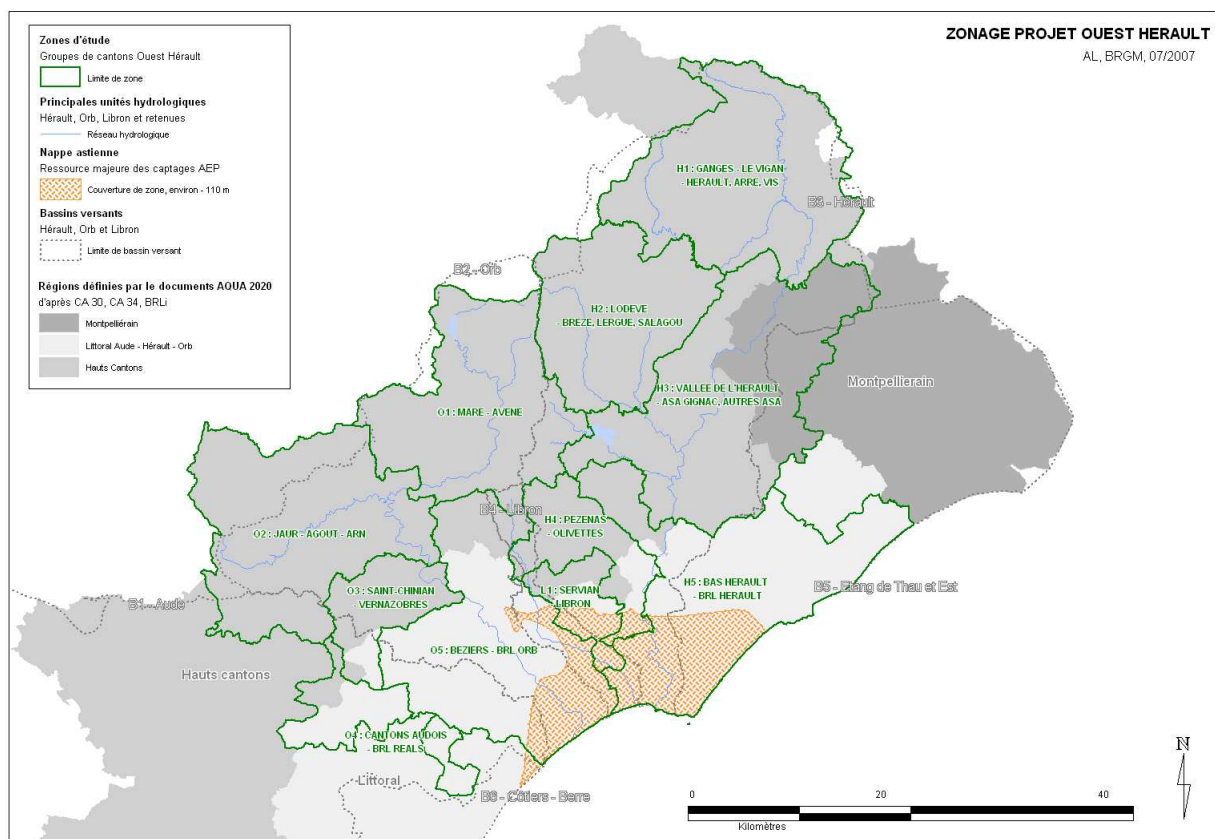 ZONAGE PROJET OUEST HERAULT
AL, BRGM, 07/2007
Zones d'étude
Groupes de cantons Ouest Hérault
Limite de zone
Principales unités hydrologiques
Hérault, Orb, Libron et retenues
Réseau hydrologique
Nappe astienne
Ressource majeure des captages AEP
Couverture de zone, environ - 110 m
Bassins versants
Hérault, Orb et Libron
Limite de bassin versant
Régions définies par le documents AQUA 2020
d'après CA 30, CA 34, BRLi
Montpelliérain
Littoral Aude - Hérault - Orb
Hauts Cantons
H1 : GANGES - LE VIGAN
- HERAULT, ARRE, VIS
B3 - Hérault
B2 - Orb
H2 : LODEVE
- BREZE, LERGUE, SALAGOU
H3 : VALLEE DE L'HERAULT
- ASA GIGNAC, AUTRES ASA
Montpellierain
O1 : MARE - AVENE
B4 - Libron
H4 : PEZENAS
- OLIVETTES
O2 : JAUR - AGOUT - ARN
H5 : BAS HERAULT
- BRL HERAULT
B5 - Etang de Thau et Est
O3 : SAINT-CHINIAN
- VERNAZOBRES
L1 : SERVIAN
LIBRON
B1 - Aude
O5 : BEZIERS - BRL ORB
Hauts cantons
O4 : CANTONS AUDOIS
- BRL REALS
Littoral
B6 - Côtiers - Berre
N
0 20 40
Kilomètres